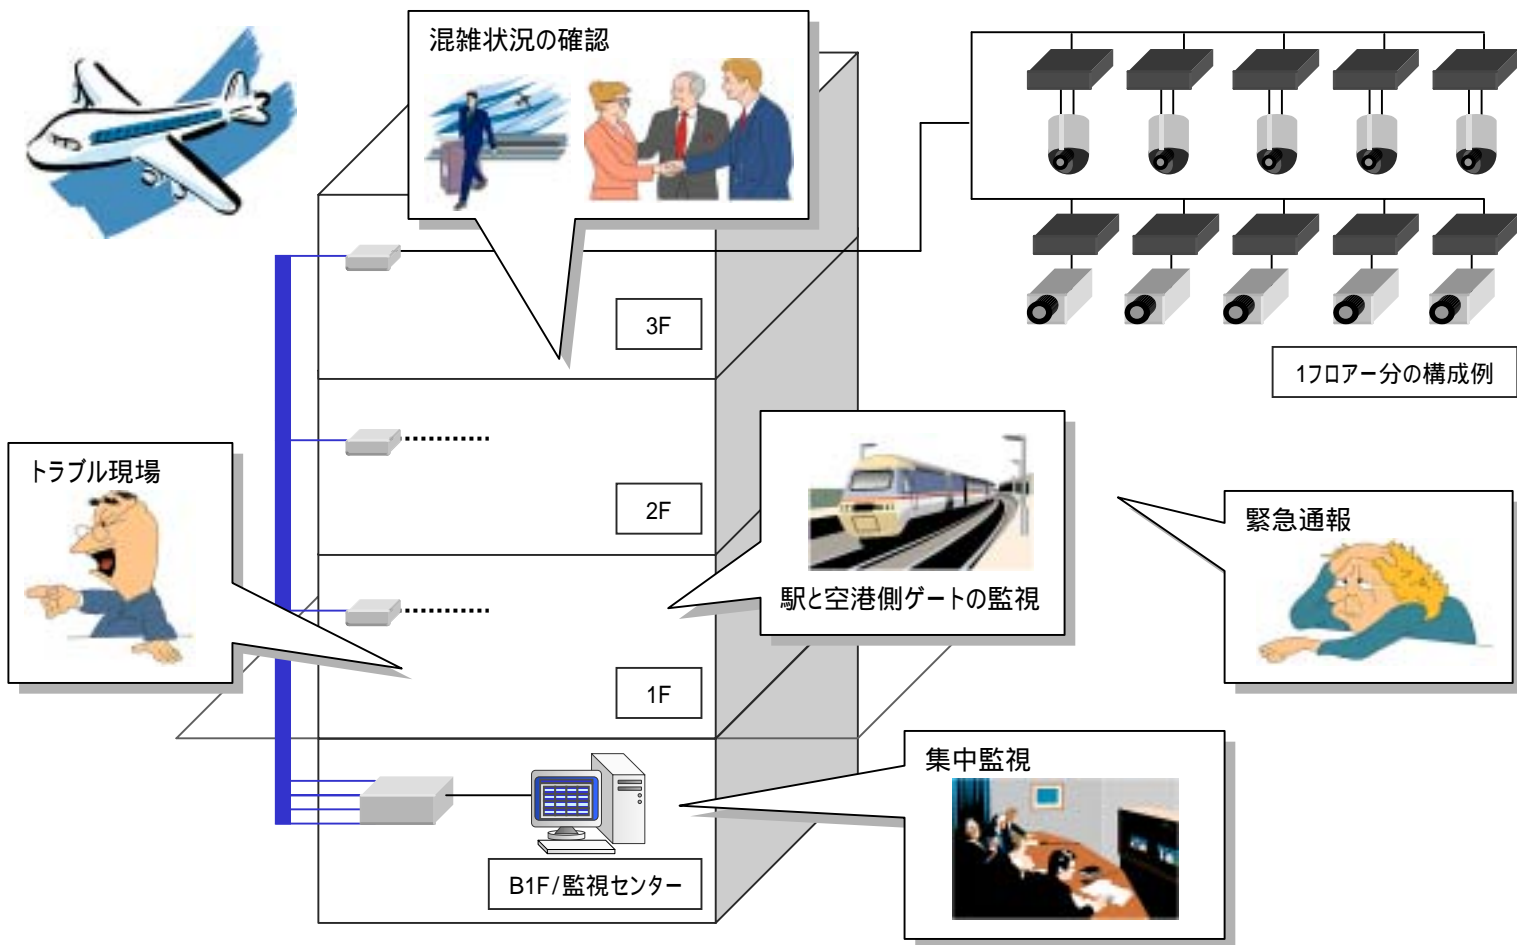 混雑状況の確認
3F
1フロアー分の構成例
トラブル現場
2F
駅と空港側ゲートの監視
緊急通報
1F
集中監視
B1F/監視センター